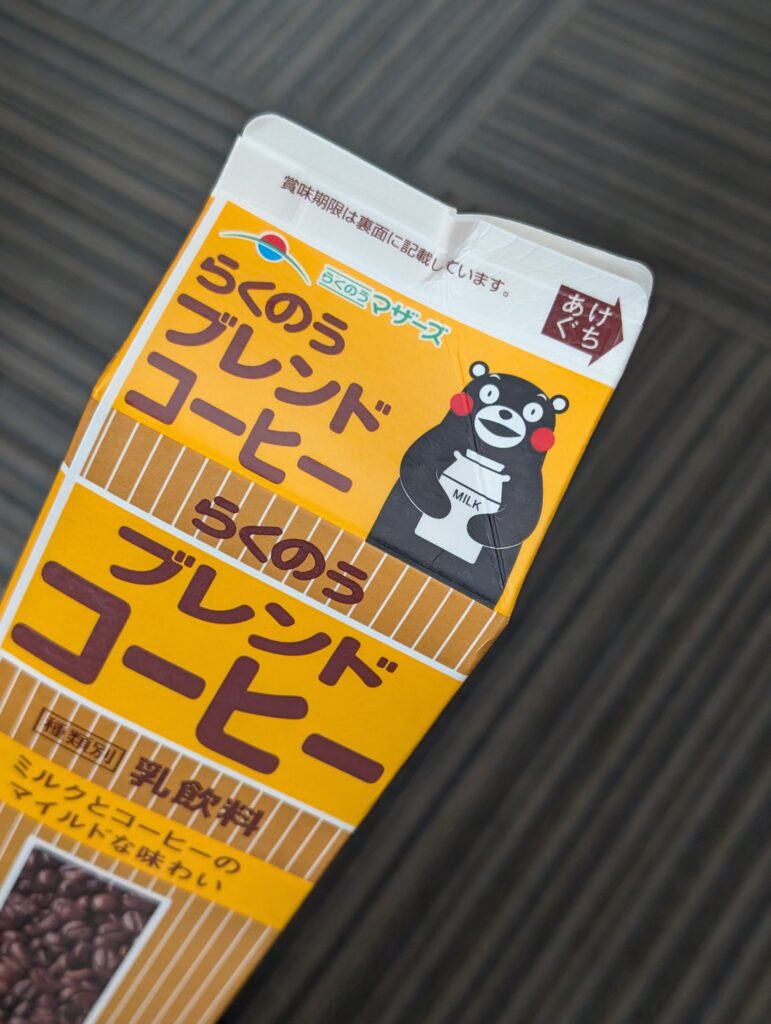 賞味期限は裏面に記載しています。
あけ
ぐち
らくのうマザーズ
らくのう
ブレンド
コーヒー
MILK
らくのう
ブレンド
コーヒー
種類別 乳飲料
ミルクとコーヒーの
マイルドな味わい